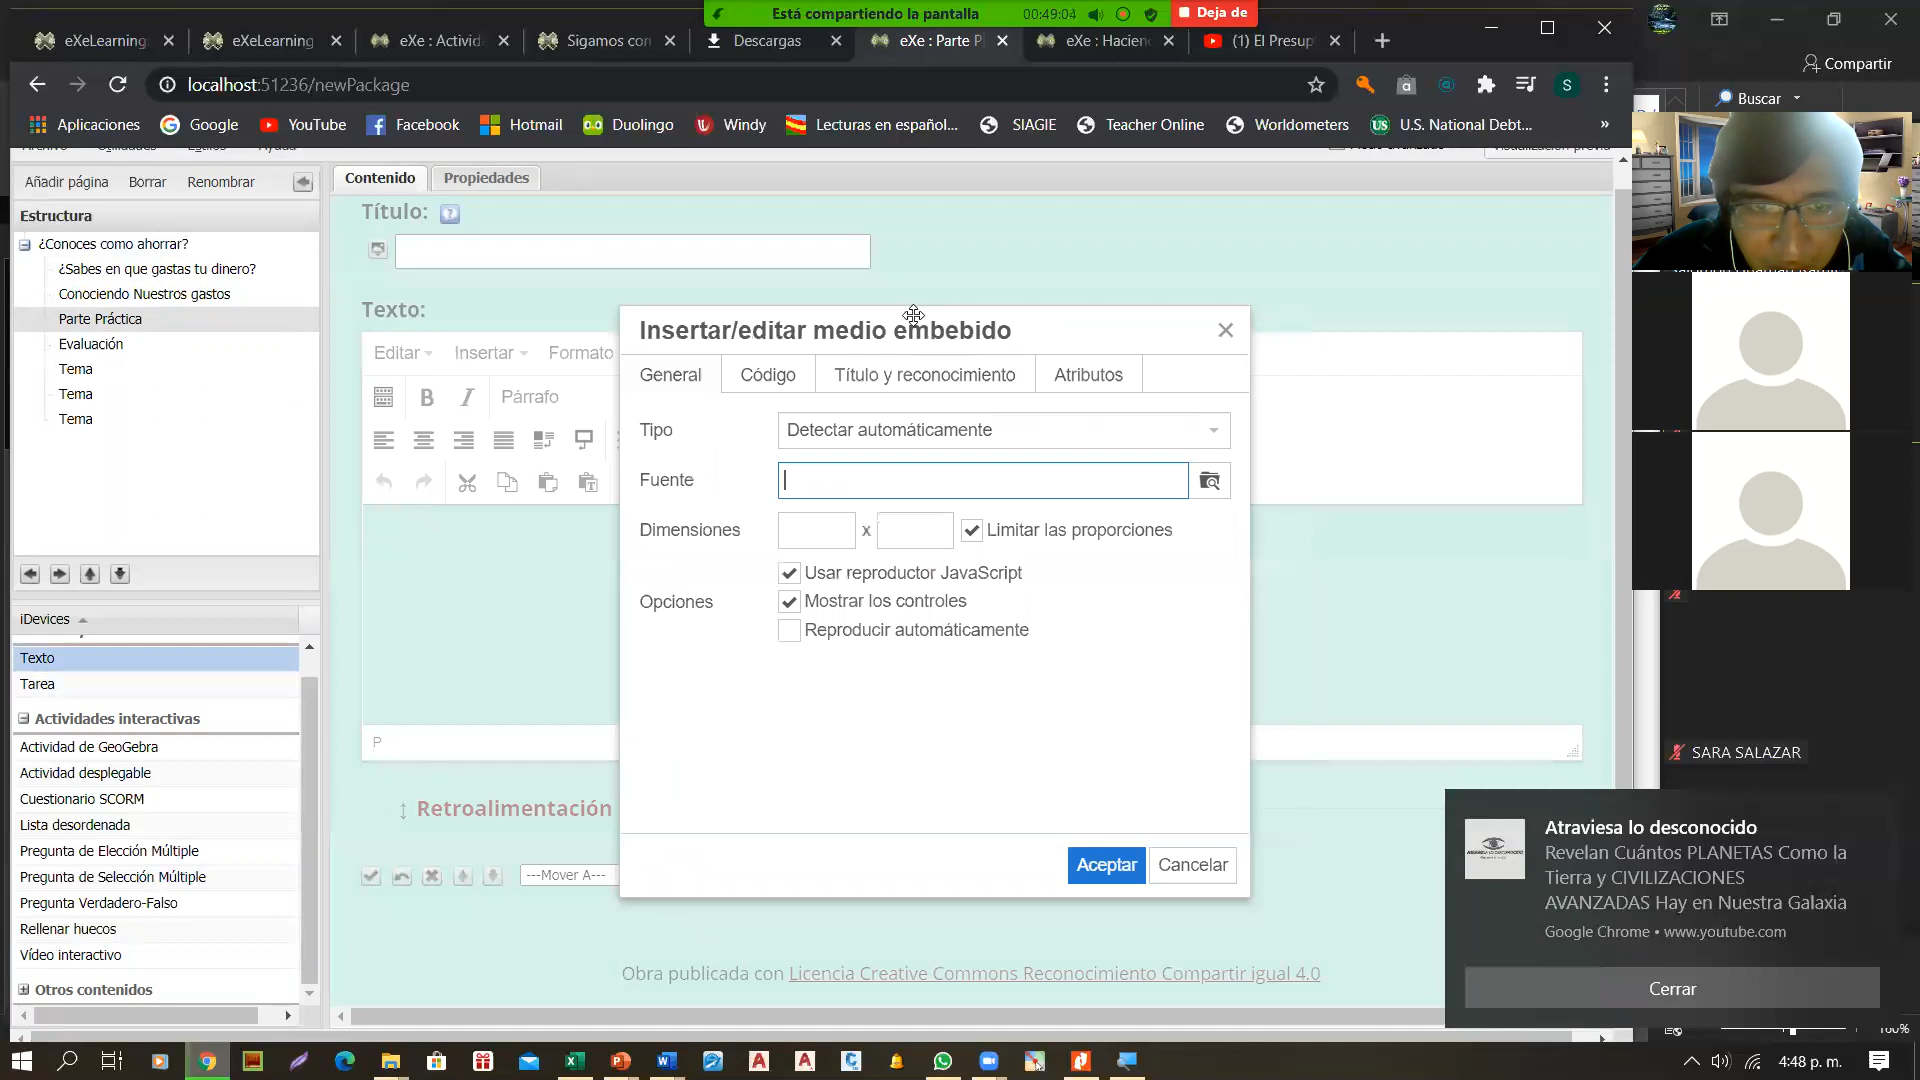 Está compartiendo la pantalla
00:49:04
Deja de
eXeLearning
eXeLearning
eXe : Activid
Sigamos con
Descargas
eXe : Parte P
eXe : Hacien
(1) El Presup
Compartir
localhost:51236/newPackage
S
Buscar
Aplicaciones
Google
YouTube
Facebook
Hotmail
Duolingo
Windy
Lecturas en español...
SIAGIE
Teacher Online
Worldometers
US
U.S. National Debt...
»
Archivo
Utilidades
Estilos
Ayuda
Añadir página
Borrar
Renombrar
Contenido
Propiedades
Estructura
¿Conoces como ahorrar?
¿Sabes en que gastas tu dinero?
Conociendo Nuestros gastos
Parte Práctica
Evaluación
Tema
Tema
Tema
Título:
Texto:
Editar
Insertar
Formato
B
I
Párrafo
P
Insertar/editar medio embebido
General
Código
Título y reconocimiento
Atributos
Tipo
Detectar automáticamente
Fuente
Dimensiones
x
Limitar las proporciones
Usar reproductor JavaScript
Opciones
Mostrar los controles
Reproducir automáticamente
Aceptar
Cancelar
iDevices
Texto
Tarea
Actividades interactivas
Actividad de GeoGebra
Actividad desplegable
Cuestionario SCORM
Lista desordenada
Pregunta de Elección Múltiple
Pregunta de Selección Múltiple
Pregunta Verdadero-Falso
Rellenar huecos
Vídeo interactivo
Otros contenidos
Retroalimentación
---Mover A---
Obra publicada con Licencia Creative Commons Reconocimiento Compartir igual 4.0
SARA SALAZAR
Atraviesa lo desconocido
Revelan Cuántos PLANETAS Como la
Tierra y CIVILIZACIONES
AVANZADAS Hay en Nuestra Galaxia
Google Chrome • www.youtube.com
Cerrar
160%
4:48 p. m.